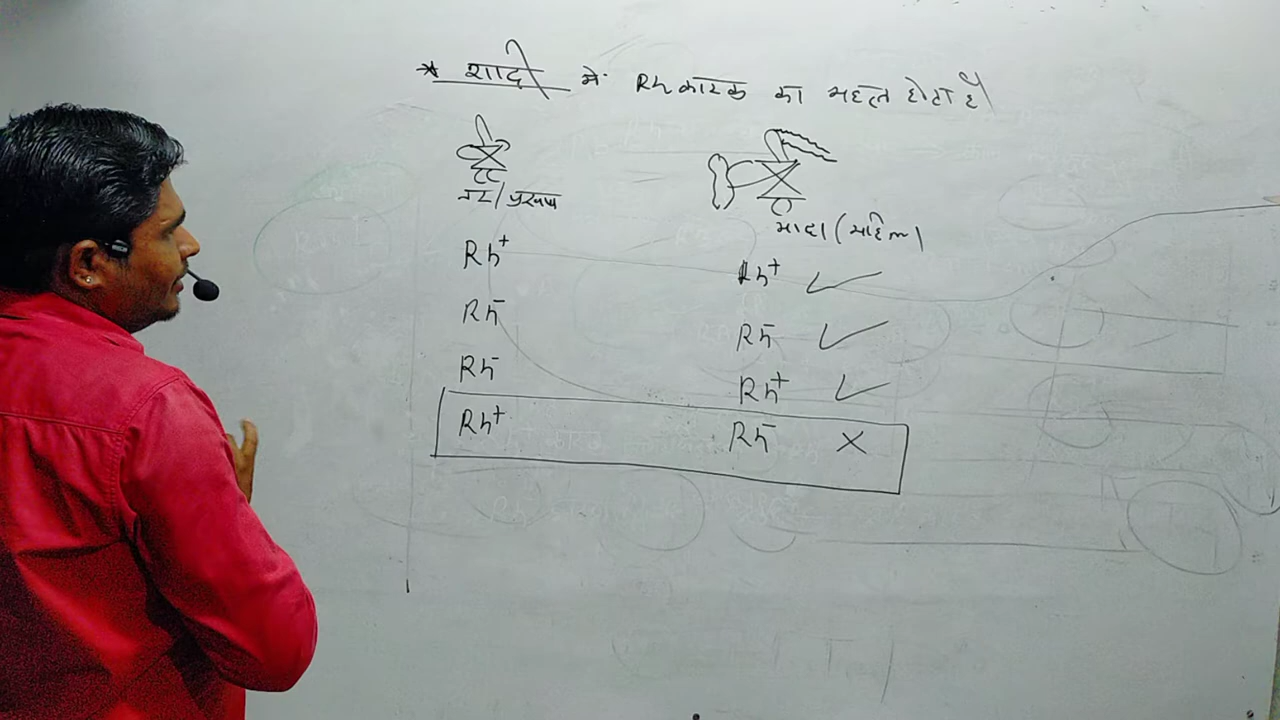 * शादी में Rh कारक का महत्व होता है
नर/पुरुष
मादा (महिला)
Rh⁺ Rh⁺ ✓
Rh⁻ Rh⁻ ✓
Rh⁻ Rh⁺ ✓
Rh⁺ Rh⁻ ×